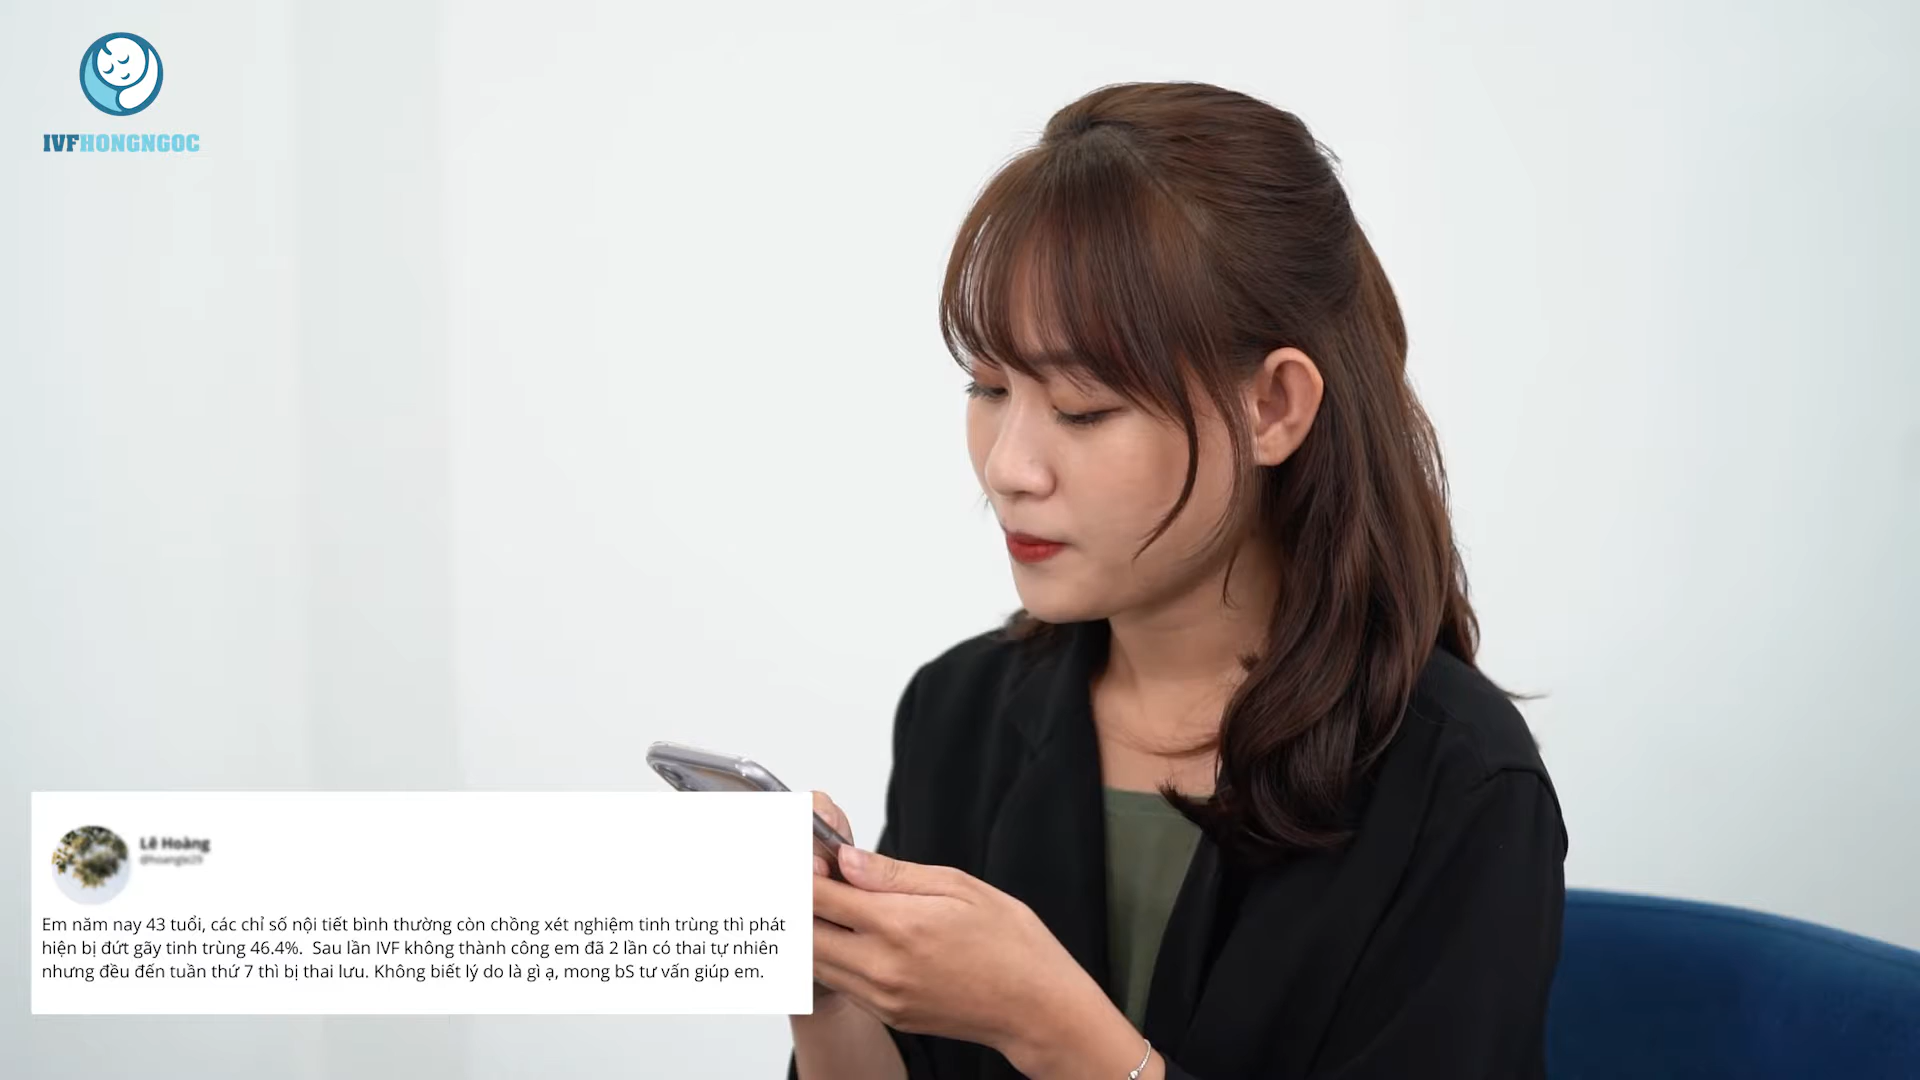 IVFHONGNGOC
Lê Hoàng
@hoangle29
Em năm nay 43 tuổi, các chỉ số nội tiết bình thường còn chồng xét nghiệm tinh trùng thì phát
hiện bị đứt gãy tinh trùng 46.4%.  Sau lần IVF không thành công em đã 2 lần có thai tự nhiên
nhưng đều đến tuần thứ 7 thì bị thai lưu. Không biết lý do là gì ạ, mong bS tư vấn giúp em.